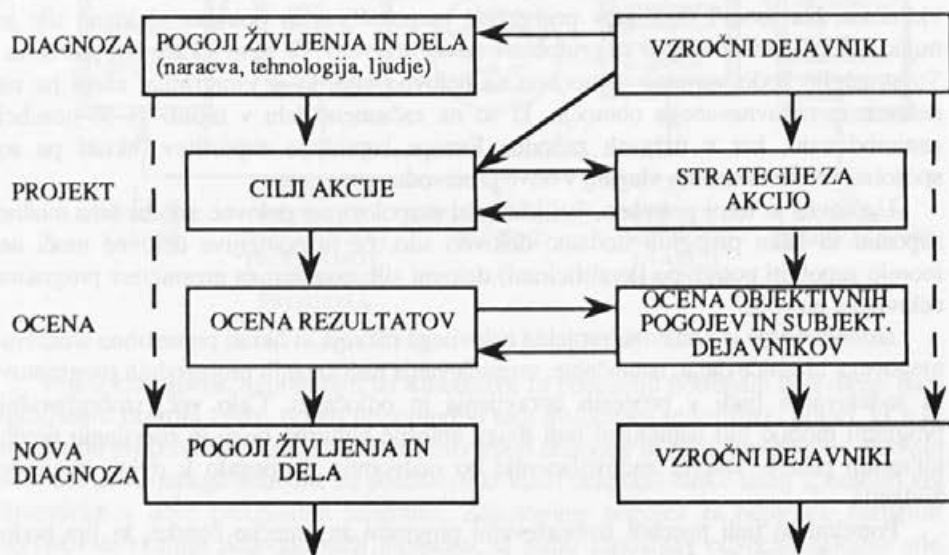 DIAGNOZA
POGOJI ŽIVLJENJA IN DELA
(naracva, tehnologija, ljudje)
VZROČNI DEJAVNIKI
PROJEKT
CILJI AKCIJE
STRATEGIJE ZA
AKCIJO
OCENA
OCENA REZULTATOV
OCENA OBJEKTIVNIH
POGOJEV IN SUBJEKT.
DEJAVNIKOV
NOVA
DIAGNOZA
POGOJI ŽIVLJENJA IN
DELA
VZROČNI DEJAVNIKI